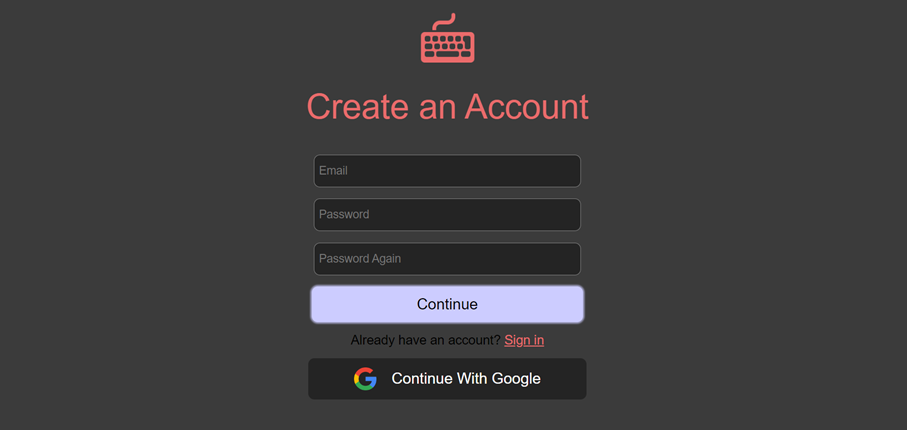 Create an Account
Email
Password
Password Again
Continue
Already have an account? Sign in
Continue With Google